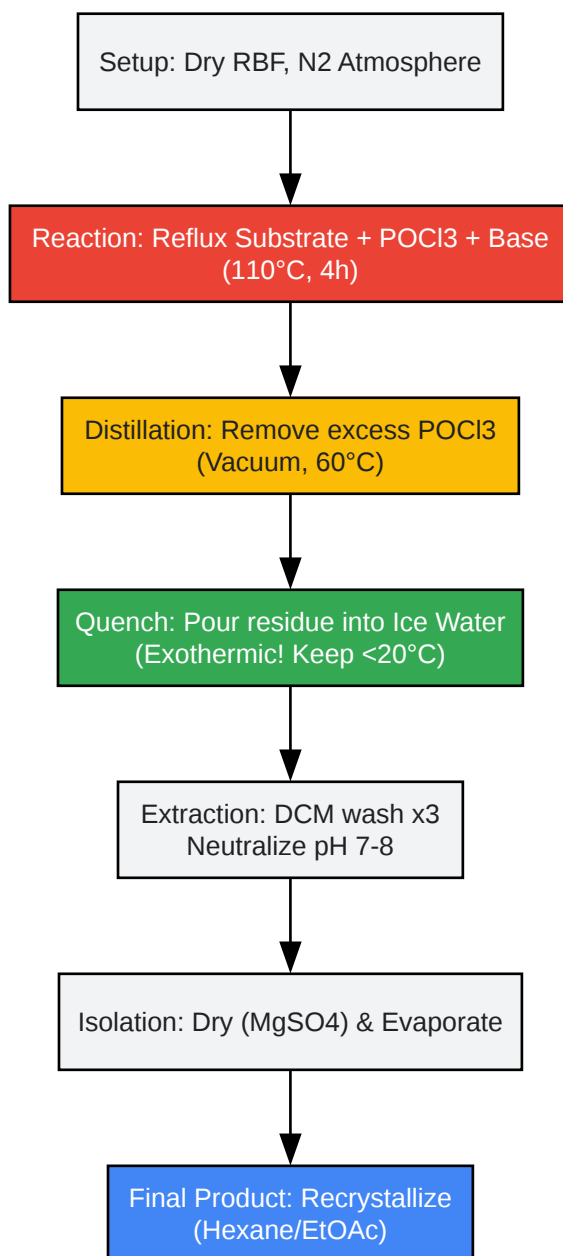 Setup: Dry RBF, N2 Atmosphere
Reaction: Reflux Substrate + POCl3 + Base
(110°C, 4h)
Distillation: Remove excess POCl3
(Vacuum, 60°C)
Quench: Pour residue into Ice Water
(Exothermic! Keep <20°C)
Extraction: DCM wash x3
Neutralize pH 7-8
Isolation: Dry (MgSO4) & Evaporate
Final Product: Recrystallize
(Hexane/EtOAc)